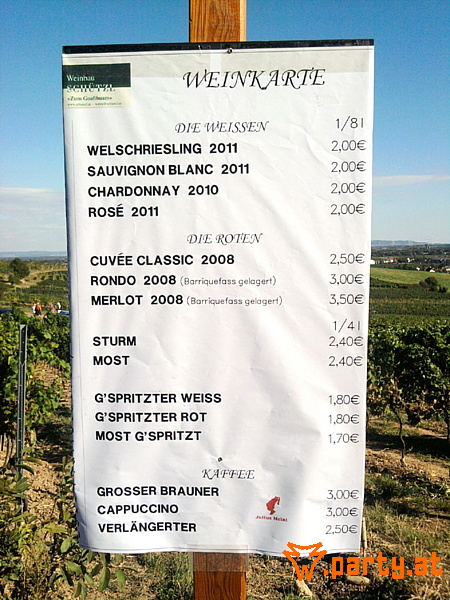 Weinbau
SCHÜTZL
WEINKARTE
DIE WEISSEN 1/8l
WELSCHRIESLING 2011 2,00€
SAUVIGNON BLANC 2011 2,00€
CHARDONNAY 2010 2,00€
ROSÉ 2011 2,00€
DIE ROTEN
CUVÉE CLASSIC 2008 2,50€
RONDO 2008 (Barriquefass gelagert) 3,00€
MERLOT 2008 (Barriquefass gelagert) 3,50€
1/4l
STURM 2,40€
MOST 2,40€
G'SPRITZTER WEISS 1,80€
G'SPRITZTER ROT 1,80€
MOST G'SPRITZT 1,70€
KAFFEE
GROSSER BRAUNER 3,00€
CAPPUCCINO 3,00€
VERLÄNGERTER 2,50€
Julius Meinl
w.party.at